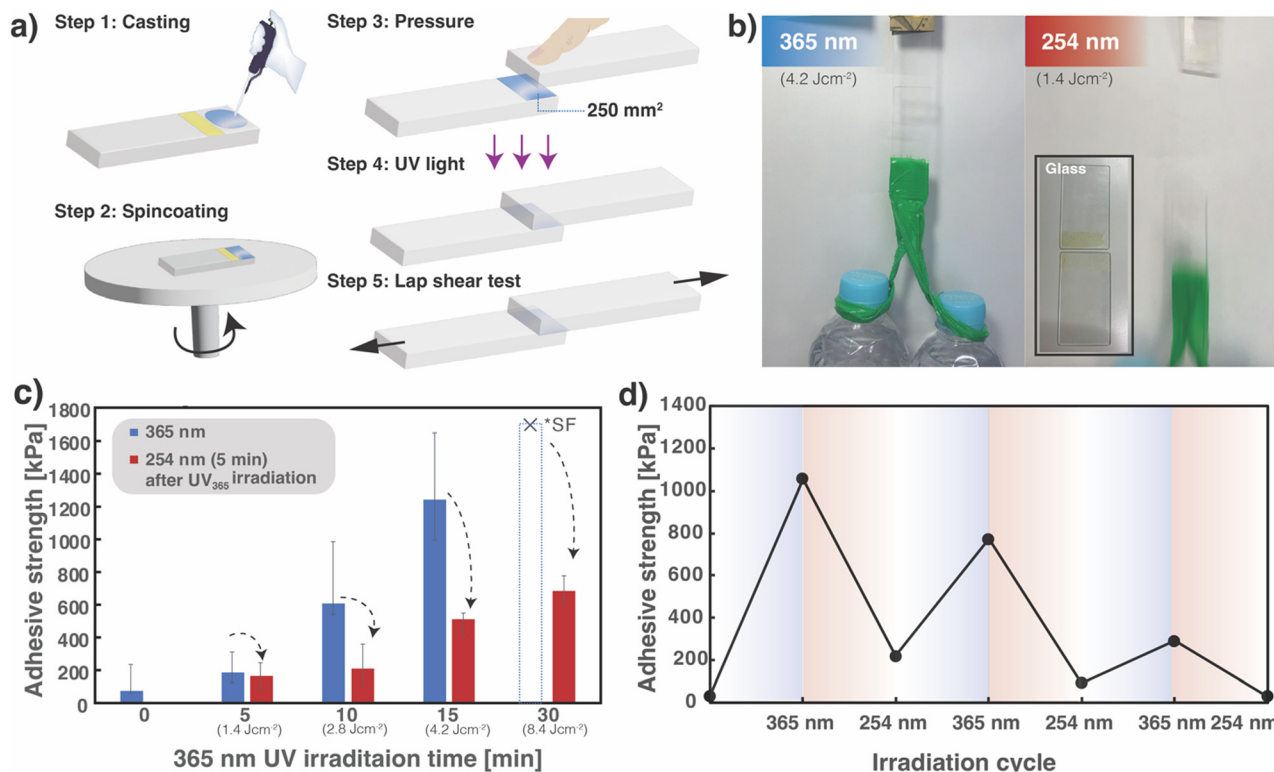 a)
Step 1: Casting
Step 2: Spincoating
Step 3: Pressure
250 mm²
Step 4: UV light
Step 5: Lap shear test
b)
365 nm
(4.2 Jcm⁻²)
254 nm
(1.4 Jcm⁻²)
Glass
c)
Adhesive strength [kPa]
1800
1600
1400
1200
1000
800
600
400
200
0
365 nm
254 nm (5 min)
after UV₃₆₅ irradiation
*SF
0 5 10 15 30
(1.4 Jcm⁻²) (2.8 Jcm⁻²) (4.2 Jcm⁻²) (8.4 Jcm⁻²)
365 nm UV irraditaion time [min]
d)
Adhesive strength [kPa]
1400
1200
1000
800
600
400
200
0
365 nm 254 nm 365 nm 254 nm 365 nm 254 nm
Irradiation cycle